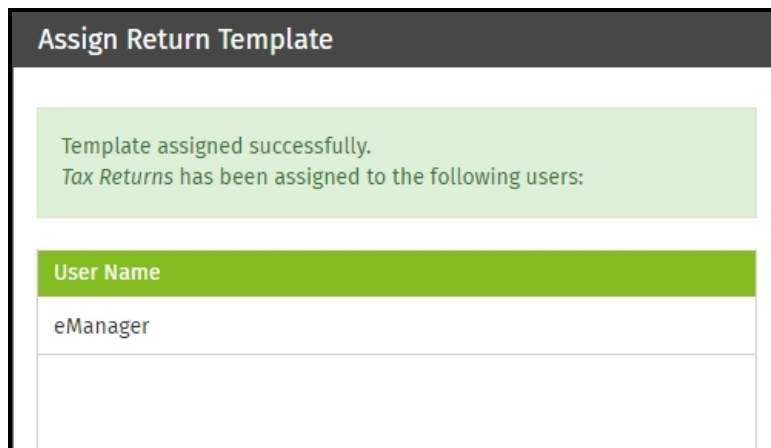 Assign Return Template
Template assigned successfully.
Tax Returns has been assigned to the following users:
User Name
eManager